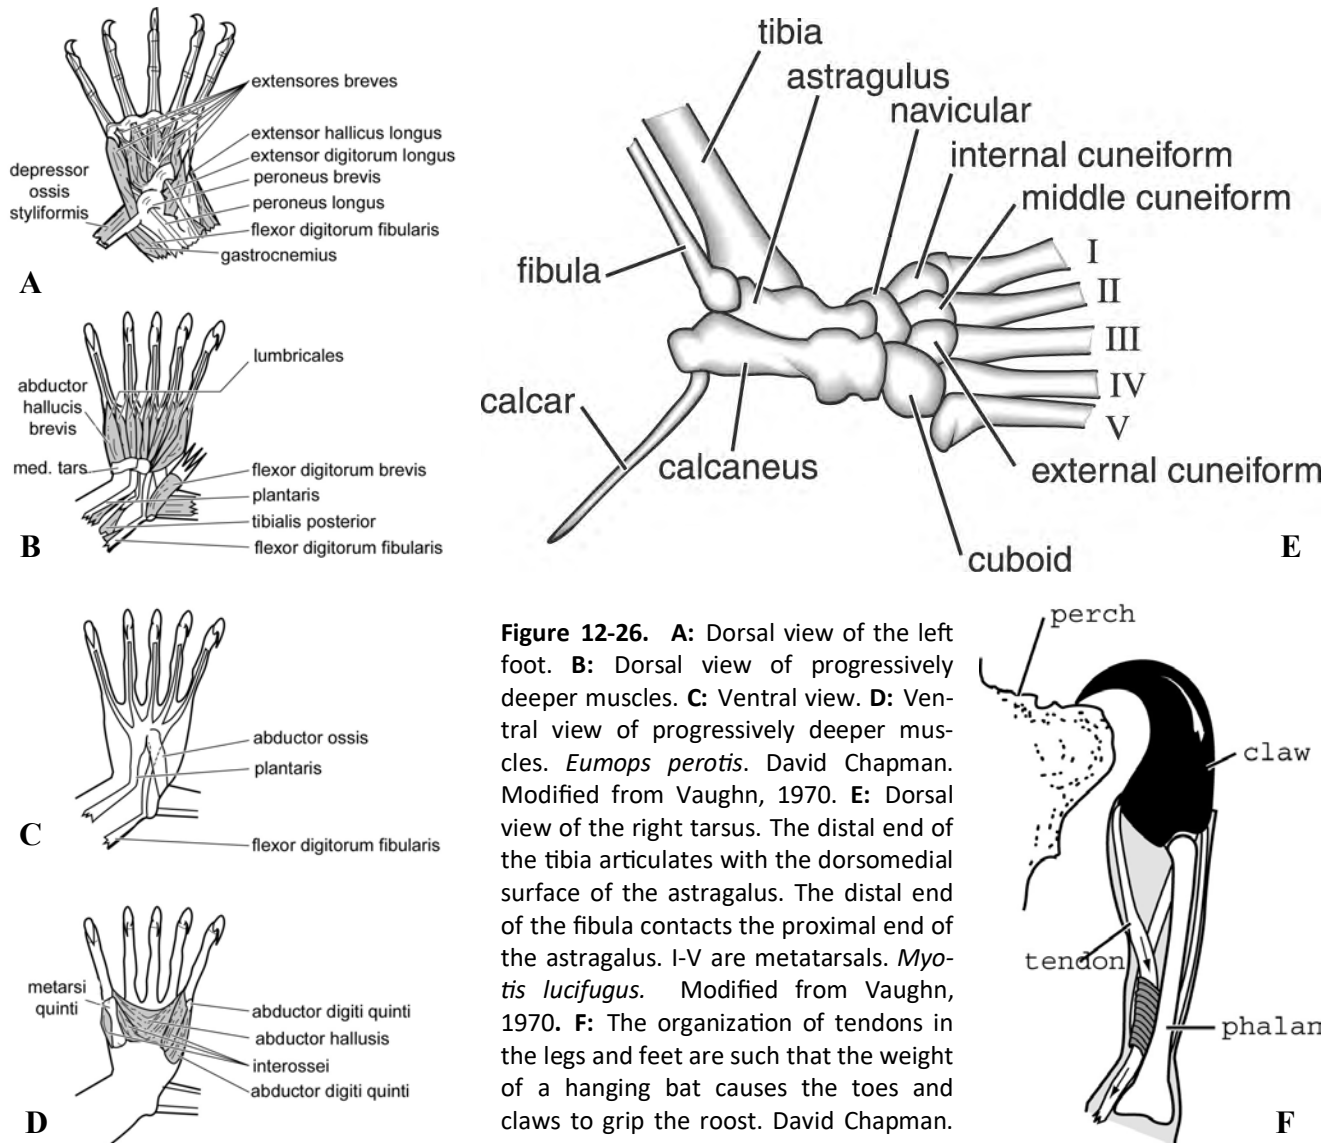 extensores breves
extensor hallicus longus
extensor digitorum longus
peroneus brevis
peroneus longus
flexor digitorum fibularis
gastrocnemius
depressor
ossis
styliformis
A
lumbricales
abductor
hallucis
brevis
med. tars
flexor digitorum brevis
plantaris
tibialis posterior
flexor digitorum fibularis
B
abductor ossis
plantaris
flexor digitorum fibularis
C
metarsi
quinti
abductor digiti quinti
abductor hallusis
interossei
abductor digiti quinti
D
tibia
astragulus
navicular
internal cuneiform
middle cuneiform
I
II
III
IV
V
fibula
calcar
calcaneus
external cuneiform
cuboid
E
Figure 12-26. A: Dorsal view of the left
foot. B: Dorsal view of progressively
deeper muscles. C: Ventral view. D: Ven-
tral view of progressively deeper mus-
cles. Eumops perotis. David Chapman.
Modified from Vaughn, 1970. E: Dorsal
view of the right tarsus. The distal end of
the tibia articulates with the dorsomedial
surface of the astragalus. The distal end
of the fibula contacts the proximal end of
the astragalus. I-V are metatarsals. Myo-
tis lucifugus. Modified from Vaughn,
1970. F: The organization of tendons in
the legs and feet are such that the weight
of a hanging bat causes the toes and
claws to grip the roost. David Chapman.
perch
claw
tendon
phalan
F